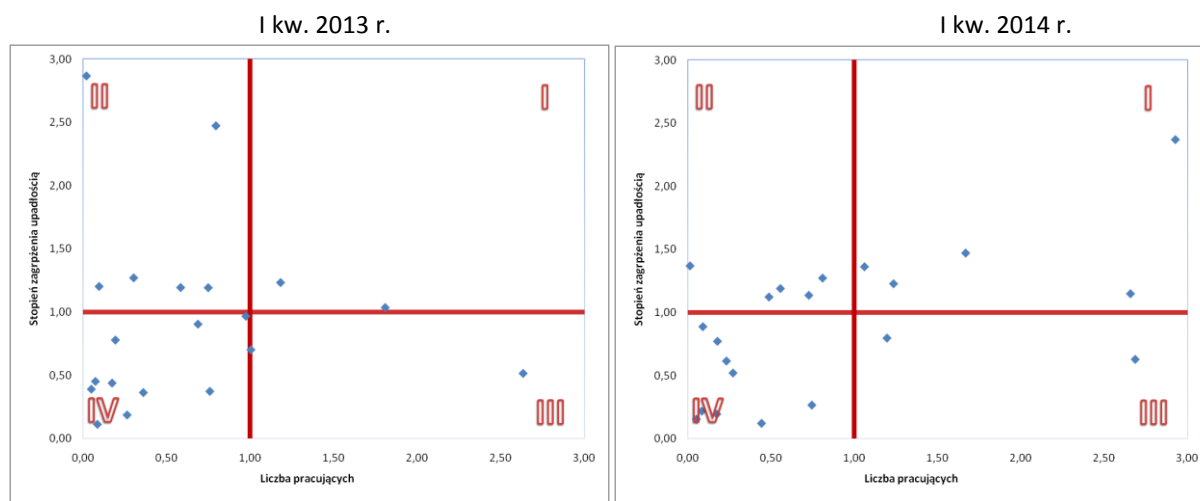 I kw. 2013 r.
3,00
2,50
2,00
1,50
1,00
0,50
0,00
0,00 0,50 1,00 1,50 2,00 2,50 3,00
Stopień zagrpżenia upadłością
Liczba pracujących
II
I
IV
III
I kw. 2014 r.
3,00
2,50
2,00
1,50
1,00
0,50
0,00
0,00 0,50 1,00 1,50 2,00 2,50 3,00
Stopień zagrpżenia upadłością
Liczba pracujących
II
I
IV
III